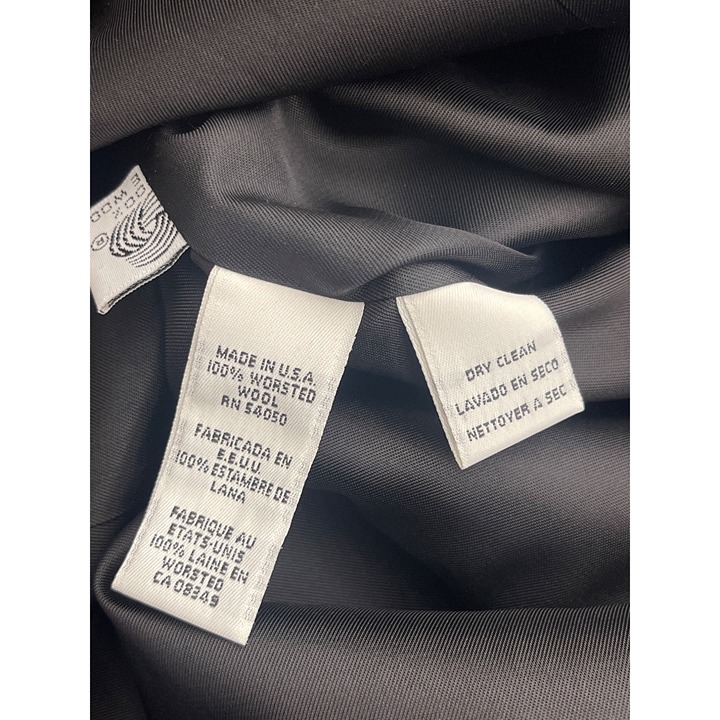 MADE IN U.S.A.
100% WORSTED
WOOL
RN 54050
FABRICADA EN
E.E.U.U.
100% ESTAMBRE DE
LANA
FABRIQUE AU
ETATS-UNIS
100% LAINE EN
WORSTED
CA 08349
DRY CLEAN
LAVADO EN SECO
NETTOYER A SEC
®